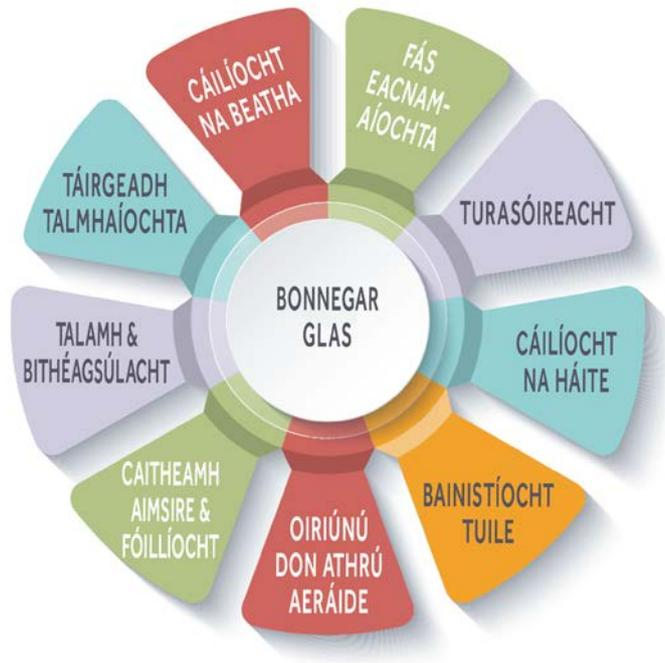 CÁILÍOCHT
NA BEATHA
FÁS
EACNAM-
AÍOCHTA
TURASÓIREACHT
CÁILÍOCHT
NA HÁITE
BAINISTÍOCHT
TUILE
OIRIÚNÚ
DON ATHRÚ
AERÁIDE
CAITHEAMH
AIMSIRE &
FÓILLÍOCHT
TALAMH &
BITHÉAGSÚLACHT
TÁIRGEADH
TALMHAÍOCHTA
BONNEGAR
GLAS